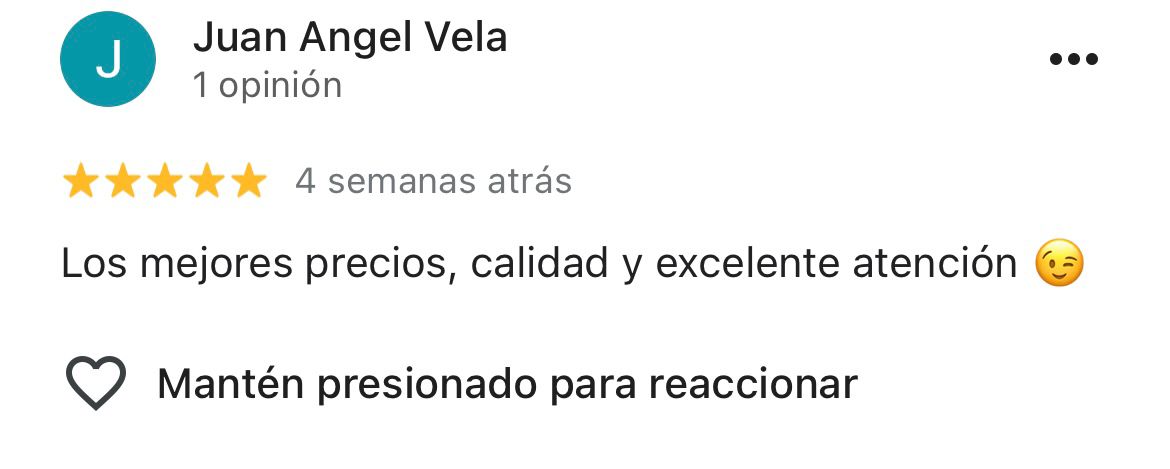 J
Juan Angel Vela
1 opinión
4 semanas atrás
Los mejores precios, calidad y excelente atención 😉
Mantén presionado para reaccionar